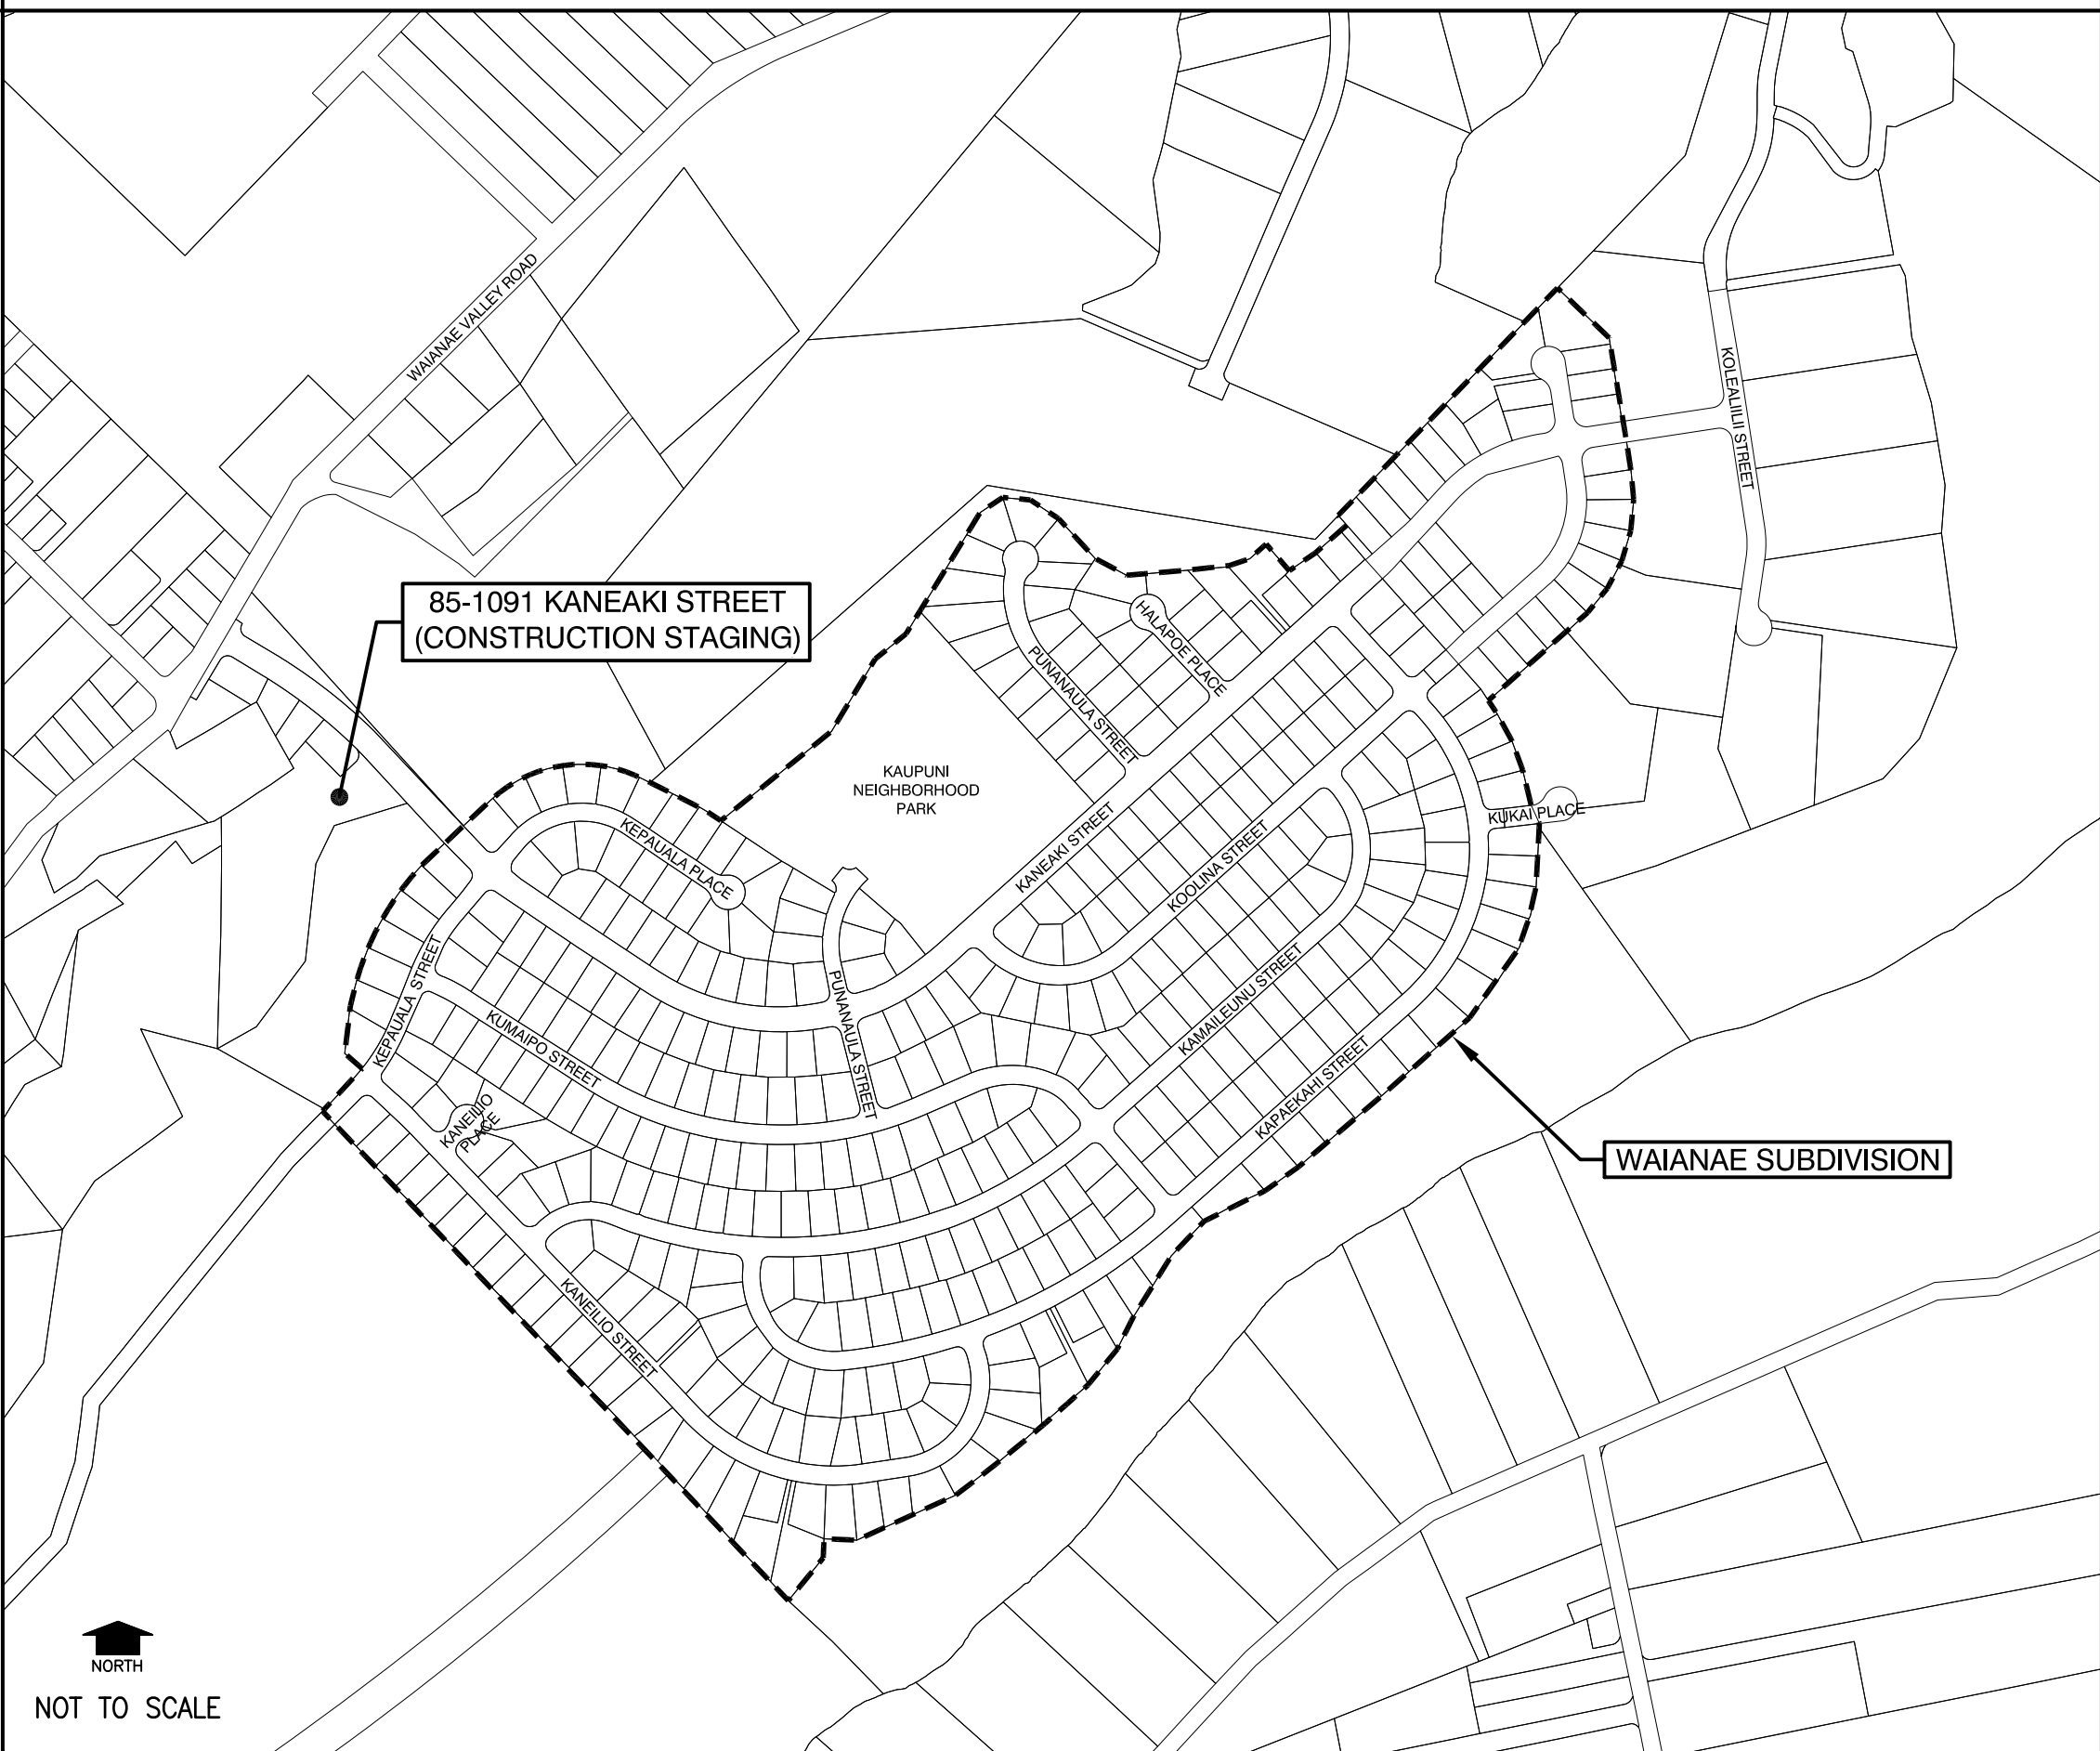 WAIANAE VALLEY ROAD
KOLEALIILII STREET
85-1091 KANEAKI STREET
(CONSTRUCTION STAGING)
HALAPOE PLACE
PUNANAULA STREET
KAUPUNI
NEIGHBORHOOD
PARK
KEPAUALA PLACE
KANEAKI STREET
KOOLINA STREET
KUKAI PLACE
KEPAUALA STREET
KUMAIPO STREET
PUNANAULA STREET
KAMAILEUNU STREET
KAPAEKAHI STREET
KANEILIO
PLACE
WAIANAE SUBDIVISION
KANEILIO STREET
NORTH
NOT TO SCALE